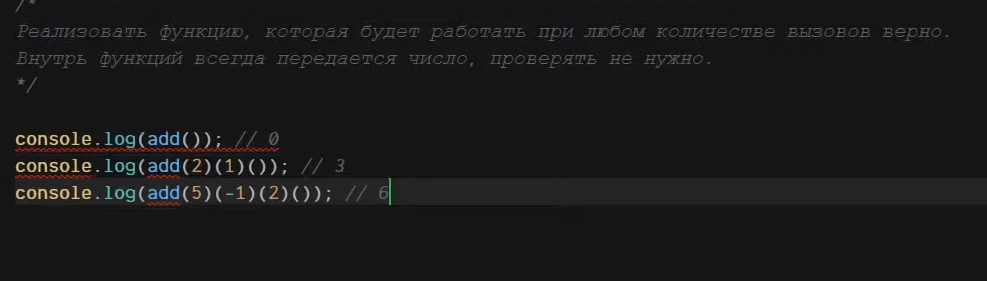 /*
Реализовать функцию, которая будет работать при любом количестве вызовов верно.
Внутрь функций всегда передается число, проверять не нужно.
*/
console.log(add()); // 0
console.log(add(2)(1)()); // 3
console.log(add(5)(-1)(2)()); // 6